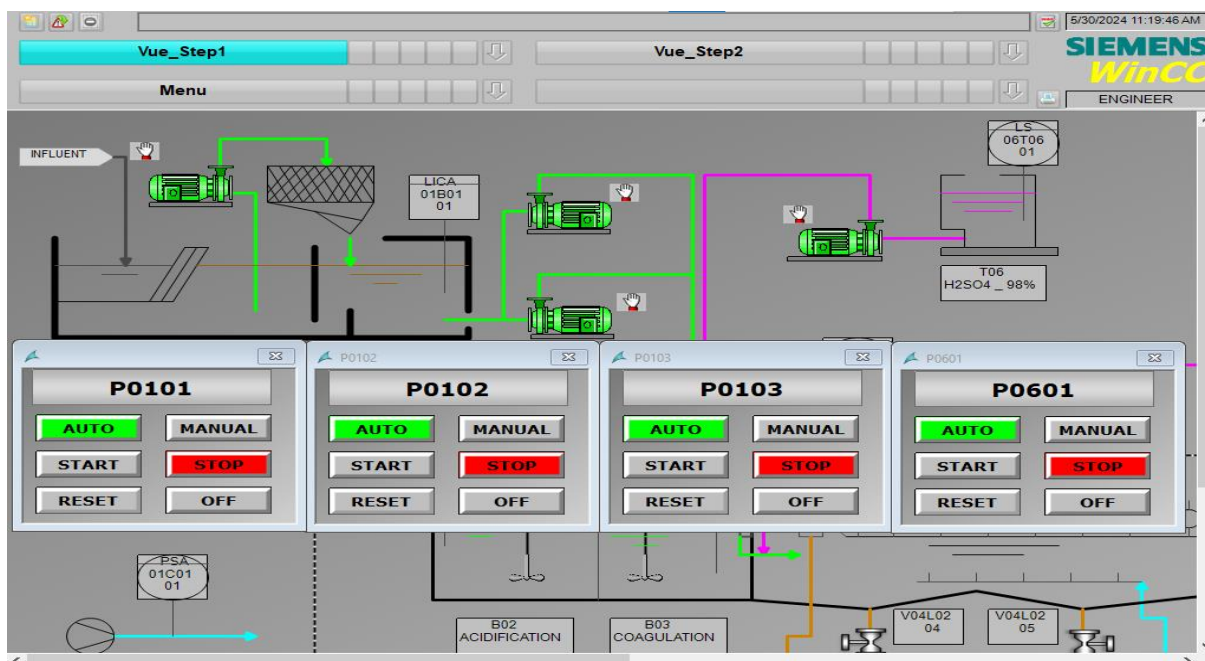 5/30/2024 11:19:46 AM
Vue_Step1
Vue_Step2
SIEMENS
WinCC
Menu
ENGINEER
INFLUENT
LICA
01B01
01
LS
06T06
01
T06
H2SO4 _ 98%
P0102
P0103
P0601
P0101
P0102
P0103
P0601
AUTO MANUAL
START STOP
RESET OFF
AUTO MANUAL
START STOP
RESET OFF
AUTO MANUAL
START STOP
RESET OFF
AUTO MANUAL
START STOP
RESET OFF
PSA
01C01
01
B02
ACIDIFICATION
B03
COAGULATION
V04L02
04
V04L02
05